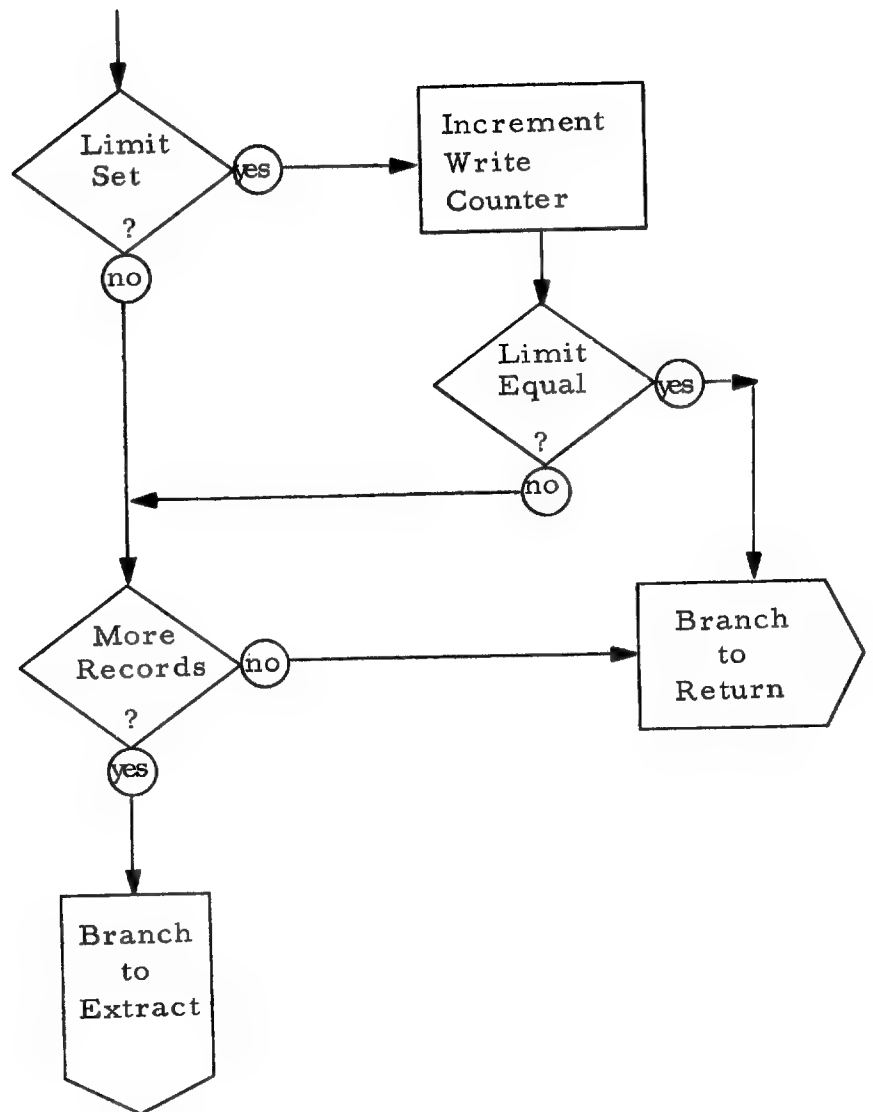 Limit
Set
?
yes
no
Increment
Write
Counter
Limit
Equal
?
yes
no
More
Records
?
no
yes
Branch
to
Return
Branch
to
Extract